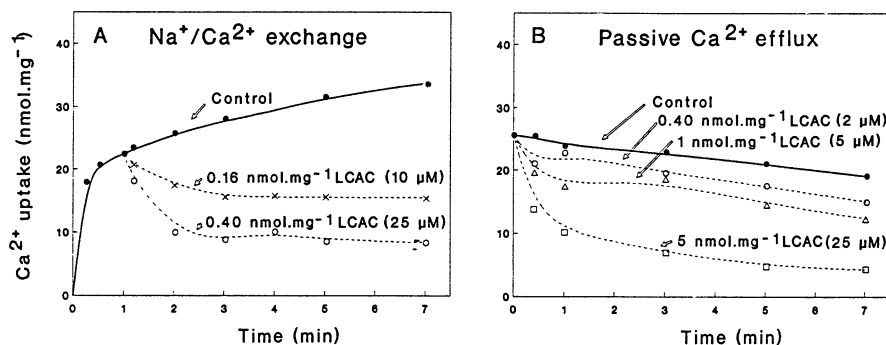 A
Na⁺/Ca²⁺ exchange
Control
0.16 nmol.mg⁻¹ LCAC (10 µM)
0.40 nmol.mg⁻¹ LCAC (25 µM)
Ca²⁺ uptake (nmol.mg⁻¹)
40
30
20
10
0
0 1 2 3 4 5 6 7
Time (min)
B
Passive Ca²⁺ efflux
Control
0.40 nmol.mg⁻¹ LCAC (2 µM)
1 nmol.mg⁻¹ LCAC (5 µM)
5 nmol.mg⁻¹ LCAC (25 µM)
40
30
20
10
0
0 1 2 3 4 5 6 7
Time (min)